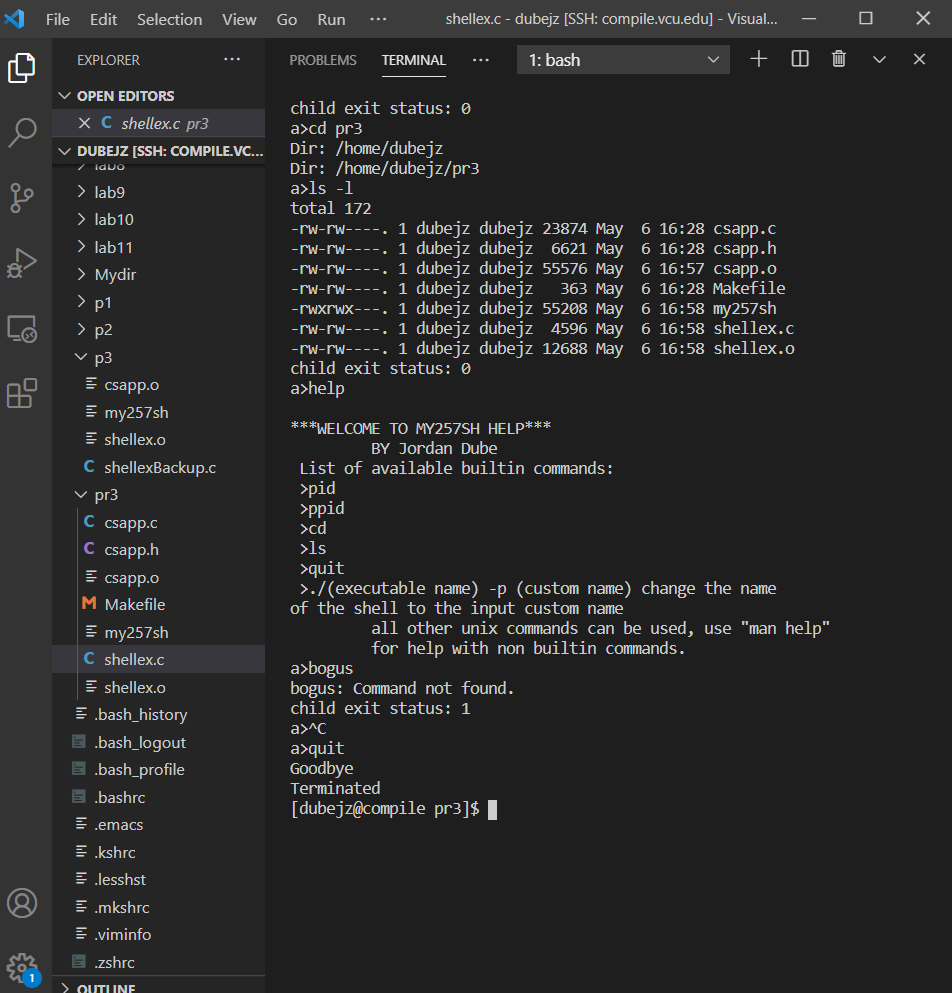 File Edit Selection View Go Run ··· shellex.c - dubejz [SSH: compile.vcu.edu] - Visual...
EXPLORER ···
OPEN EDITORS
C shellex.c pr3
DUBEJZ [SSH: COMPILE.VC...
lab8
lab9
lab10
lab11
Mydir
p1
p2
p3
csapp.o
my257sh
shellex.o
C shellexBackup.c
pr3
C csapp.c
C csapp.h
csapp.o
M Makefile
my257sh
C shellex.c
shellex.o
.bash_history
.bash_logout
.bash_profile
.bashrc
.emacs
.kshrc
.lesshst
.mkshrc
.viminfo
.zshrc
OUTLINE
1
PROBLEMS TERMINAL ··· 1: bash
child exit status: 0
a>cd pr3
Dir: /home/dubejz
Dir: /home/dubejz/pr3
a>ls -l
total 172
-rw-rw----. 1 dubejz dubejz 23874 May  6 16:28 csapp.c
-rw-rw----. 1 dubejz dubejz  6621 May  6 16:28 csapp.h
-rw-rw----. 1 dubejz dubejz 55576 May  6 16:57 csapp.o
-rw-rw----. 1 dubejz dubejz   363 May  6 16:28 Makefile
-rwxrwx---. 1 dubejz dubejz 55208 May  6 16:58 my257sh
-rw-rw----. 1 dubejz dubejz  4596 May  6 16:58 shellex.c
-rw-rw----. 1 dubejz dubejz 12688 May  6 16:58 shellex.o
child exit status: 0
a>help
***WELCOME TO MY257SH HELP***
BY Jordan Dube
List of available builtin commands:
>pid
>ppid
>cd
>ls
>quit
>./(executable name) -p (custom name) change the name
of the shell to the input custom name
all other unix commands can be used, use "man help"
for help with non builtin commands.
a>bogus
bogus: Command not found.
child exit status: 1
a>^C
a>quit
Goodbye
Terminated
[dubejz@compile pr3]$